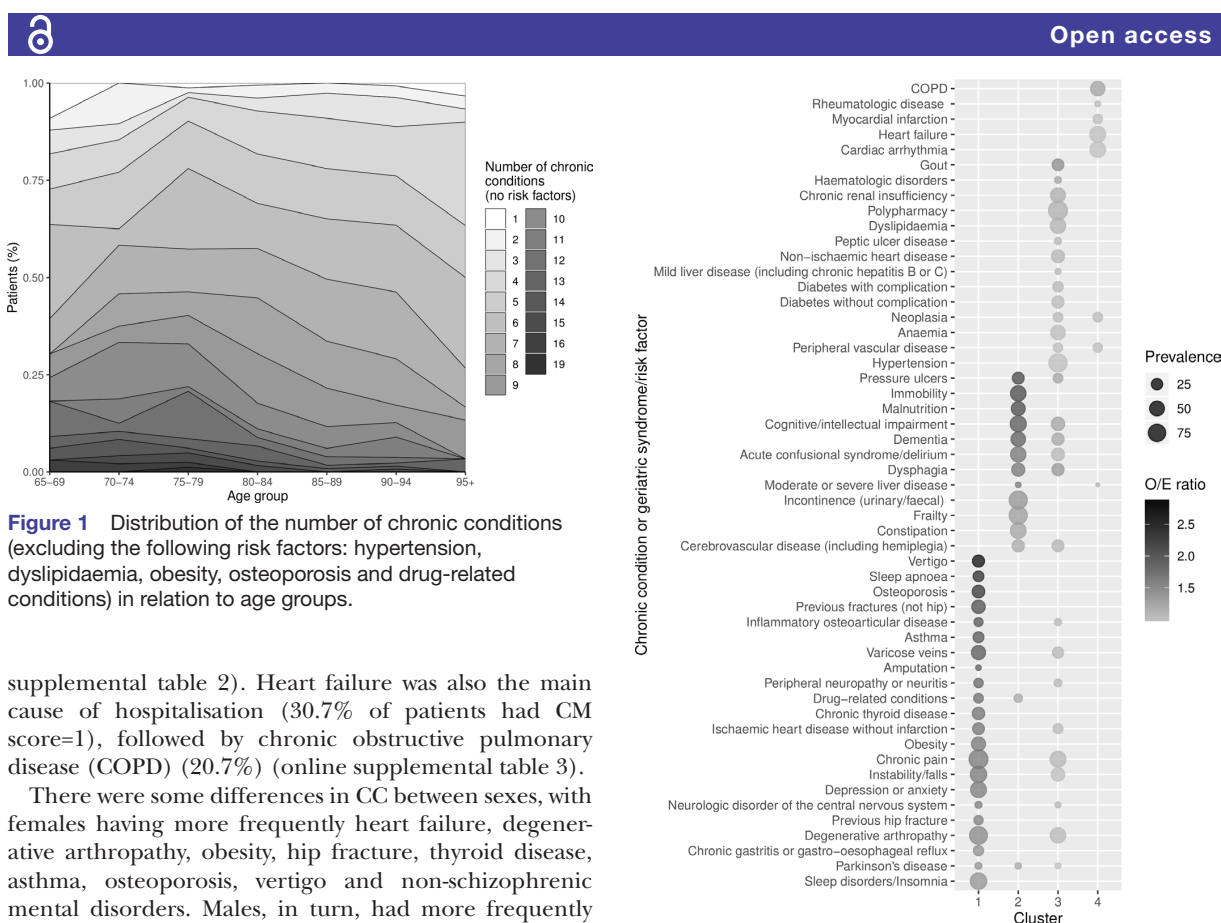 Open access
1.00
0.75
0.50
0.25
0.00
Patients (%)
65–69
70–74
75–79
80–84
85–89
90–94
95+
Age group
Number of chronic
conditions
(no risk factors)
1
2
3
4
5
6
7
8
9
10
11
12
13
14
15
16
19
Figure 1 Distribution of the number of chronic conditions
(excluding the following risk factors: hypertension,
dyslipidaemia, obesity, osteoporosis and drug-related
conditions) in relation to age groups.
supplemental table 2). Heart failure was also the main
cause of hospitalisation (30.7% of patients had CM
score=1), followed by chronic obstructive pulmonary
disease (COPD) (20.7%) (online supplemental table 3).
There were some differences in CC between sexes, with
females having more frequently heart failure, degener-
ative arthropathy, obesity, hip fracture, thyroid disease,
asthma, osteoporosis, vertigo and non-schizophrenic
mental disorders. Males, in turn, had more frequently
Chronic condition or geriatric syndrome/risk factor
COPD
Rheumatologic disease
Myocardial infarction
Heart failure
Cardiac arrhythmia
Gout
Haematologic disorders
Chronic renal insufficiency
Polypharmacy
Dyslipidaemia
Peptic ulcer disease
Non−ischaemic heart disease
Mild liver disease (including chronic hepatitis B or C)
Diabetes with complication
Diabetes without complication
Neoplasia
Anaemia
Peripheral vascular disease
Hypertension
Pressure ulcers
Immobility
Malnutrition
Cognitive/intellectual impairment
Dementia
Acute confusional syndrome/delirium
Dysphagia
Moderate or severe liver disease
Incontinence (urinary/faecal)
Frailty
Constipation
Cerebrovascular disease (including hemiplegia)
Vertigo
Sleep apnoea
Osteoporosis
Previous fractures (not hip)
Inflammatory osteoarticular disease
Asthma
Varicose veins
Amputation
Peripheral neuropathy or neuritis
Drug−related conditions
Chronic thyroid disease
Ischaemic heart disease without infarction
Obesity
Chronic pain
Instability/falls
Depression or anxiety
Neurologic disorder of the central nervous system
Previous hip fracture
Degenerative arthropathy
Chronic gastritis or gastro−oesophageal reflux
Parkinson's disease
Sleep disorders/Insomnia
1
2
3
4
Cluster
Prevalence
25
50
75
O/E ratio
2.5
2.0
1.5